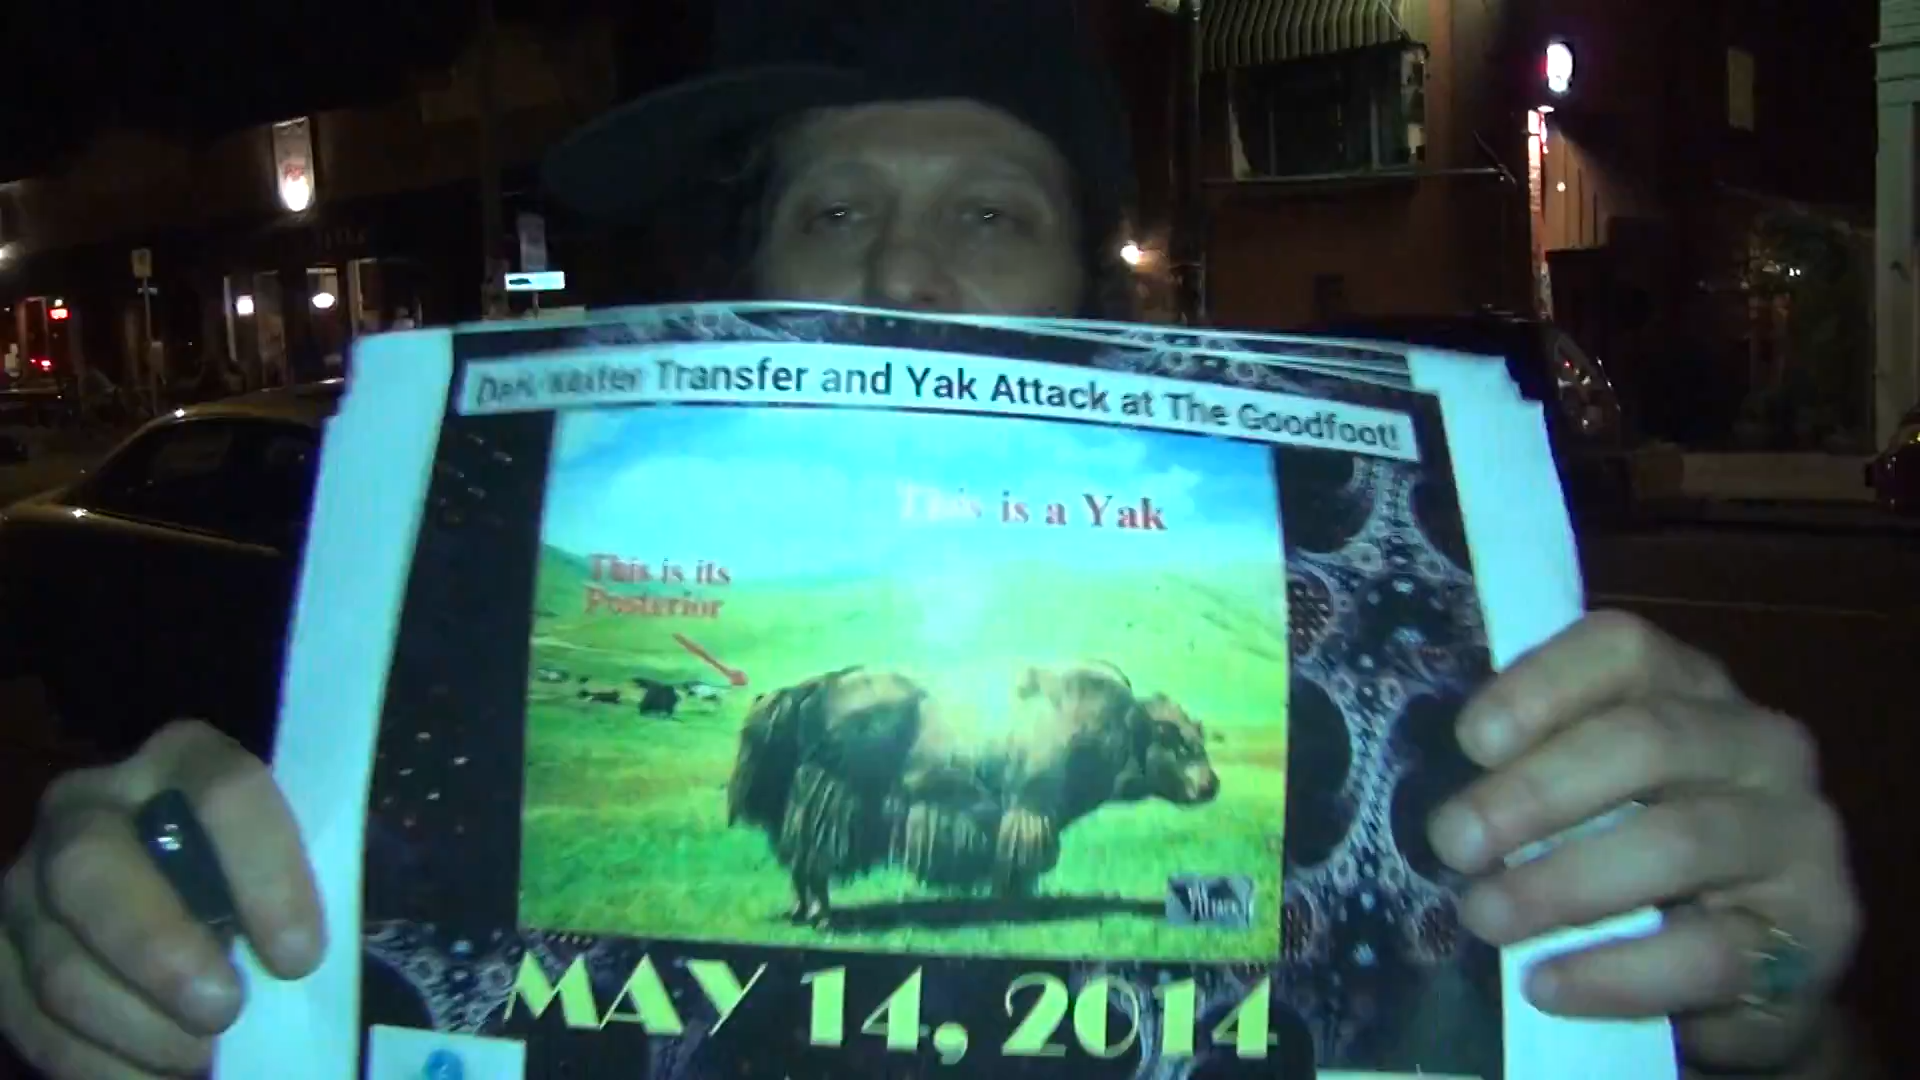 Transfer and Yak Attack at The Goodfoot!
This is a Yak
This is its
Posterior
MAY 14, 2014